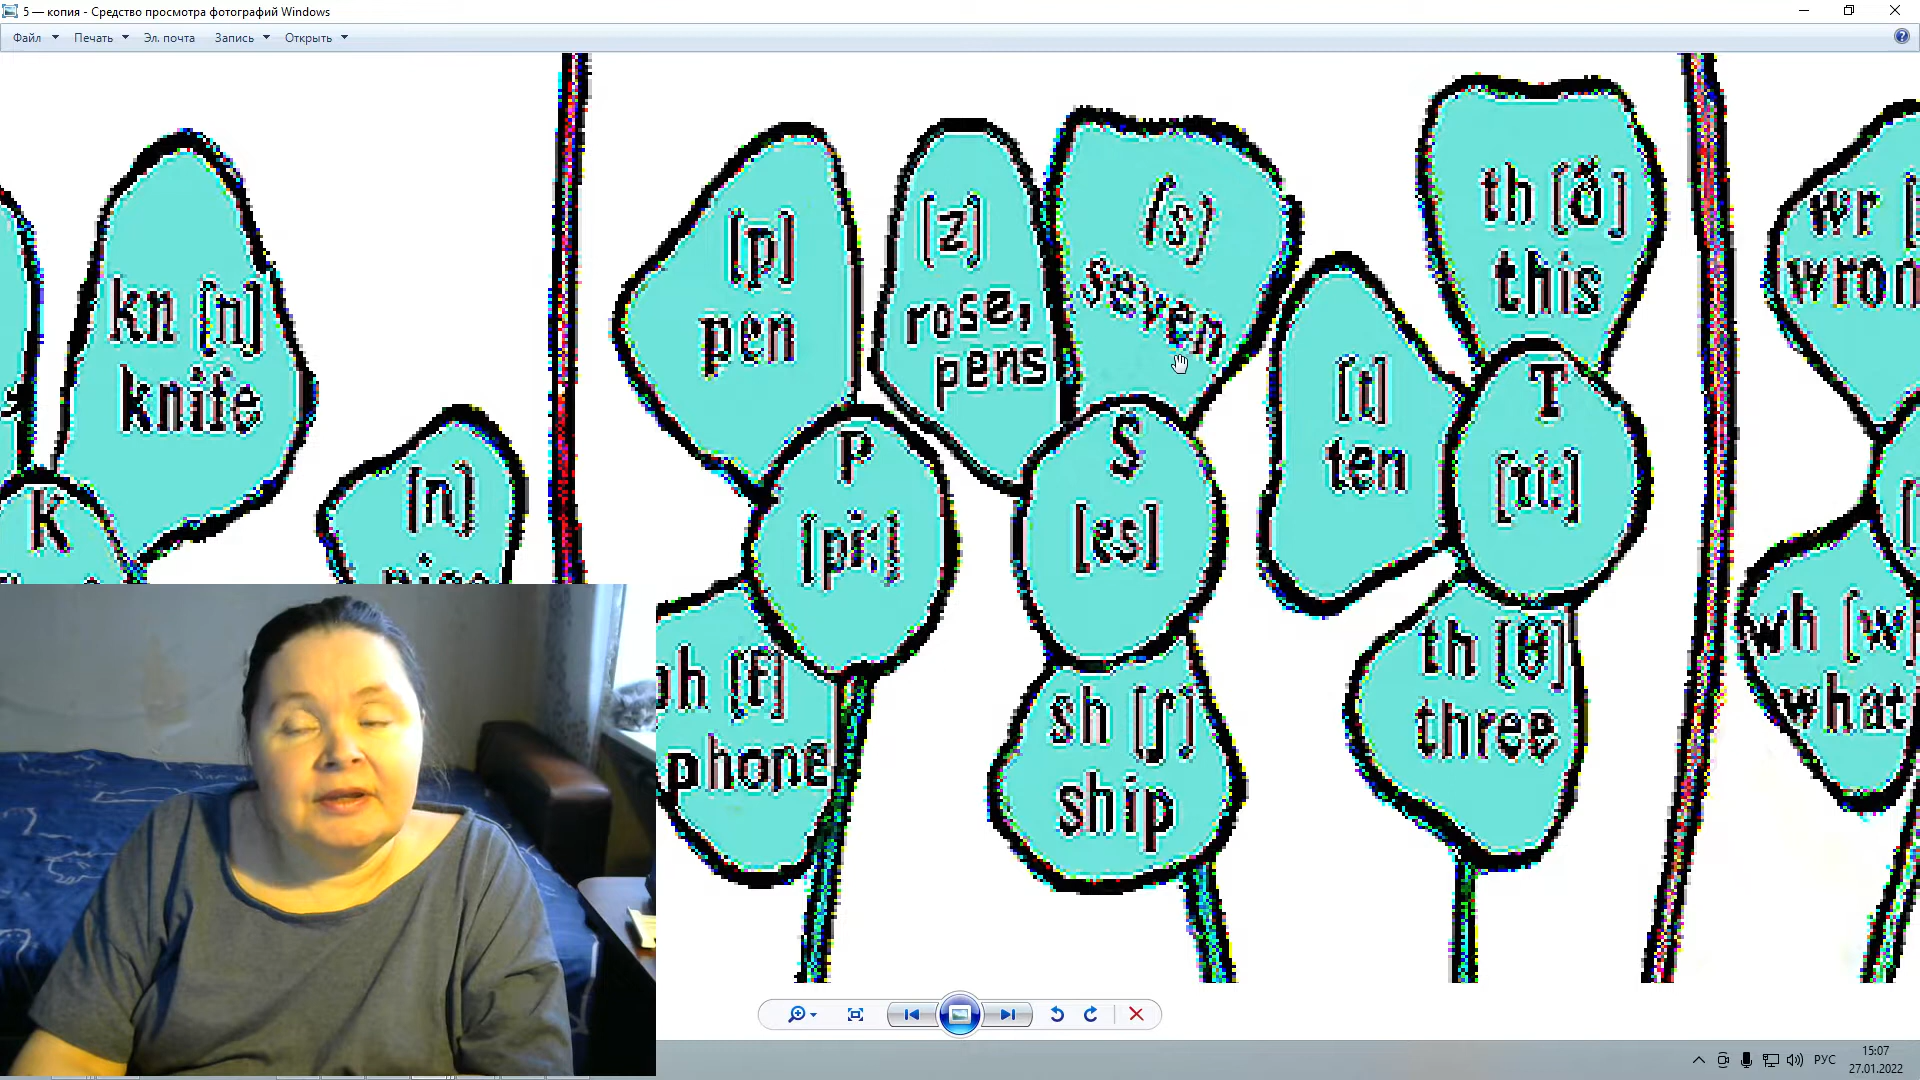 5 — копия - Средство просмотра фотографий Windows
Файл
Печать
Эл. почта
Запись
Открыть
kn [n]
knife
K
[n]
[p]
pen
P
[pi:]
[f]
phone
[z]
rose,
pens
[s]
seven
S
[es]
sh [ʃ]
ship
[t]
ten
th [ð]
this
T
[ti:]
th [θ]
three
wr [
wron
wh [w]
what
РУС
15:07
27.01.2022